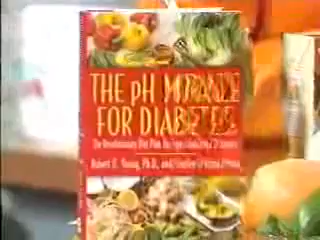 THE pH MIRACLE
FOR DIABETES
The Revolutionary Diet Plan for Type 1 and Type 2 Diabetics
Robert O. Young, Ph.D., and Shelley Redford Young